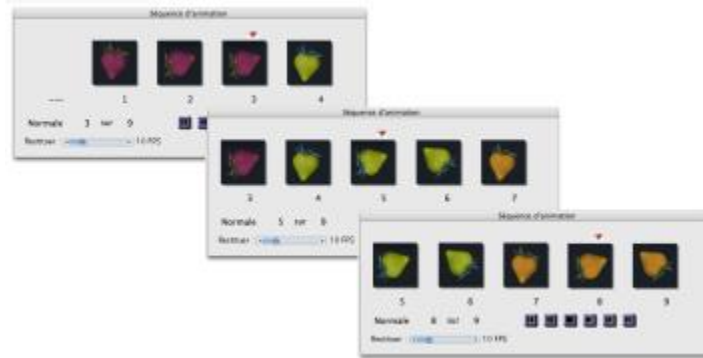 Séquence d'animation
---- 1 2 3 4
Normale 3 sur 9
Restituer 10 FPS
Séquence d'animation
3 4 5 6 7
Normale 5 sur 9
Restituer 10 FPS
Séquence d'animation
5 6 7 8 9
Normale 8 sur 9
Restituer 10 FPS